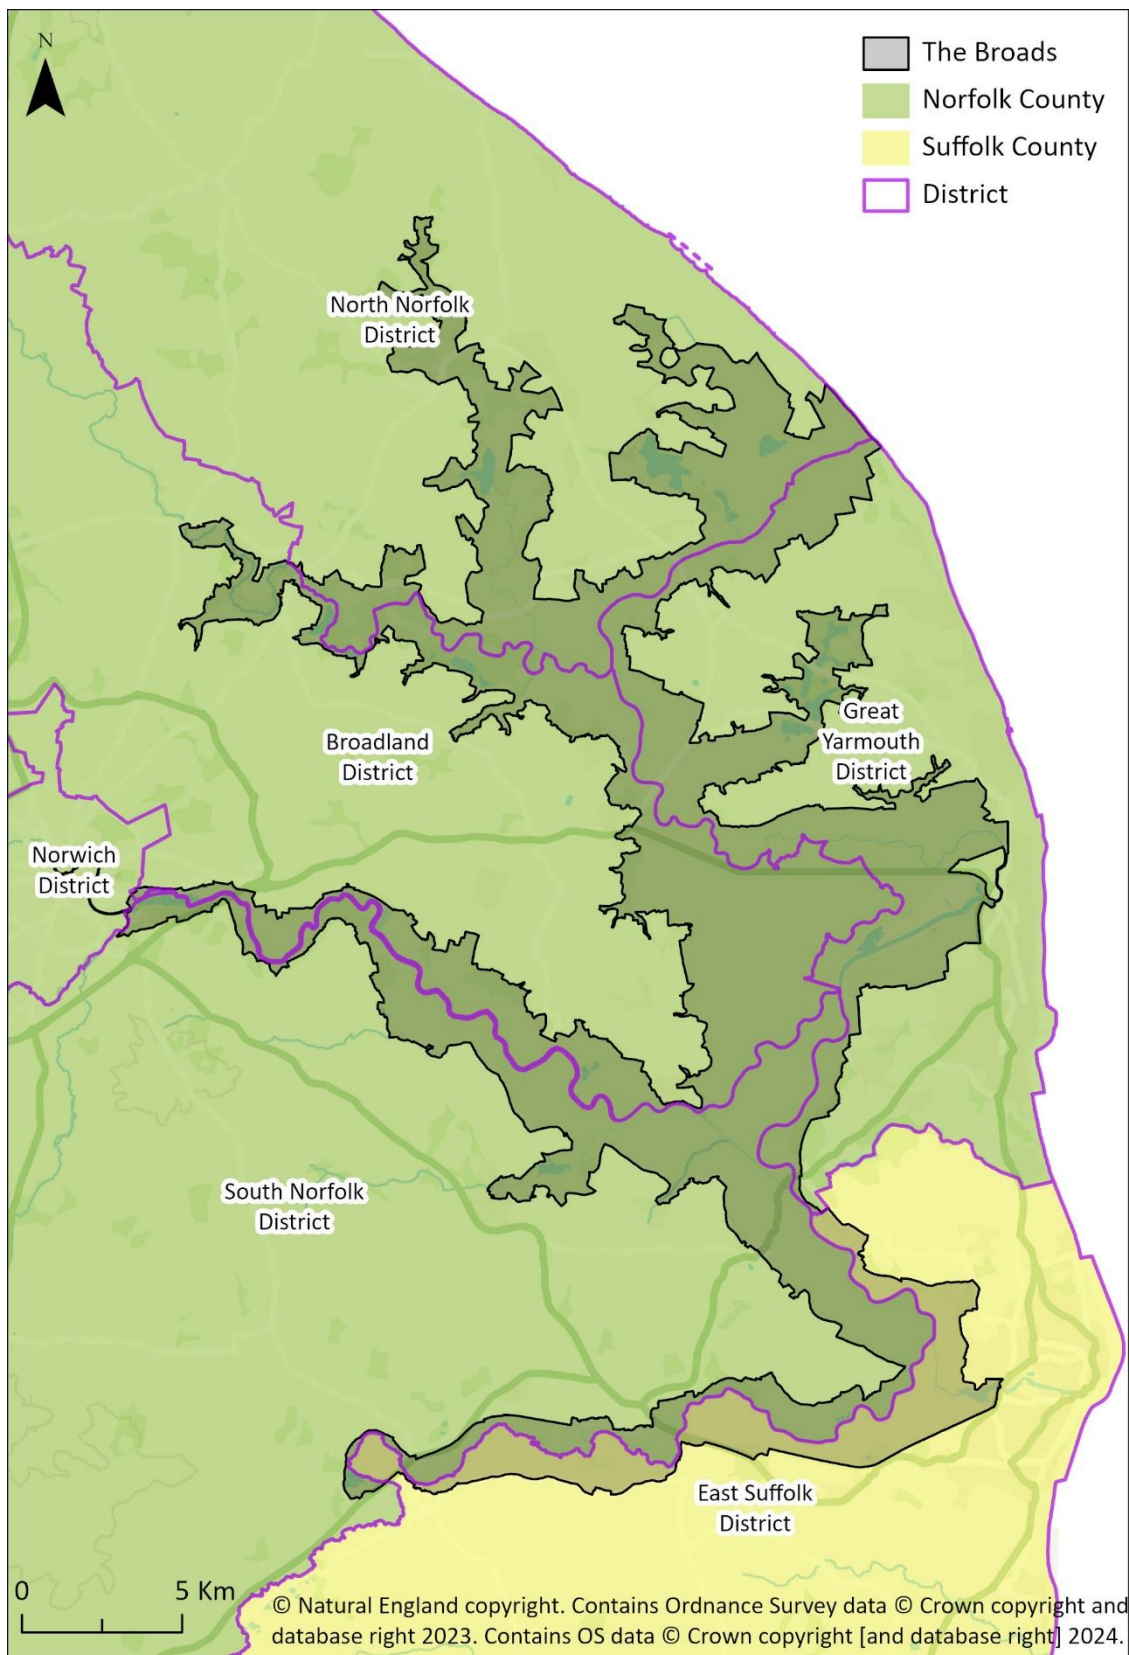 N
The Broads
Norfolk County
Suffolk County
District
North Norfolk
District
Great
Yarmouth
District
Broadland
District
Norwich
District
South Norfolk
District
East Suffolk
District
0 5 Km
© Natural England copyright. Contains Ordnance Survey data © Crown copyright and
database right 2023. Contains OS data © Crown copyright [and database right] 2024.